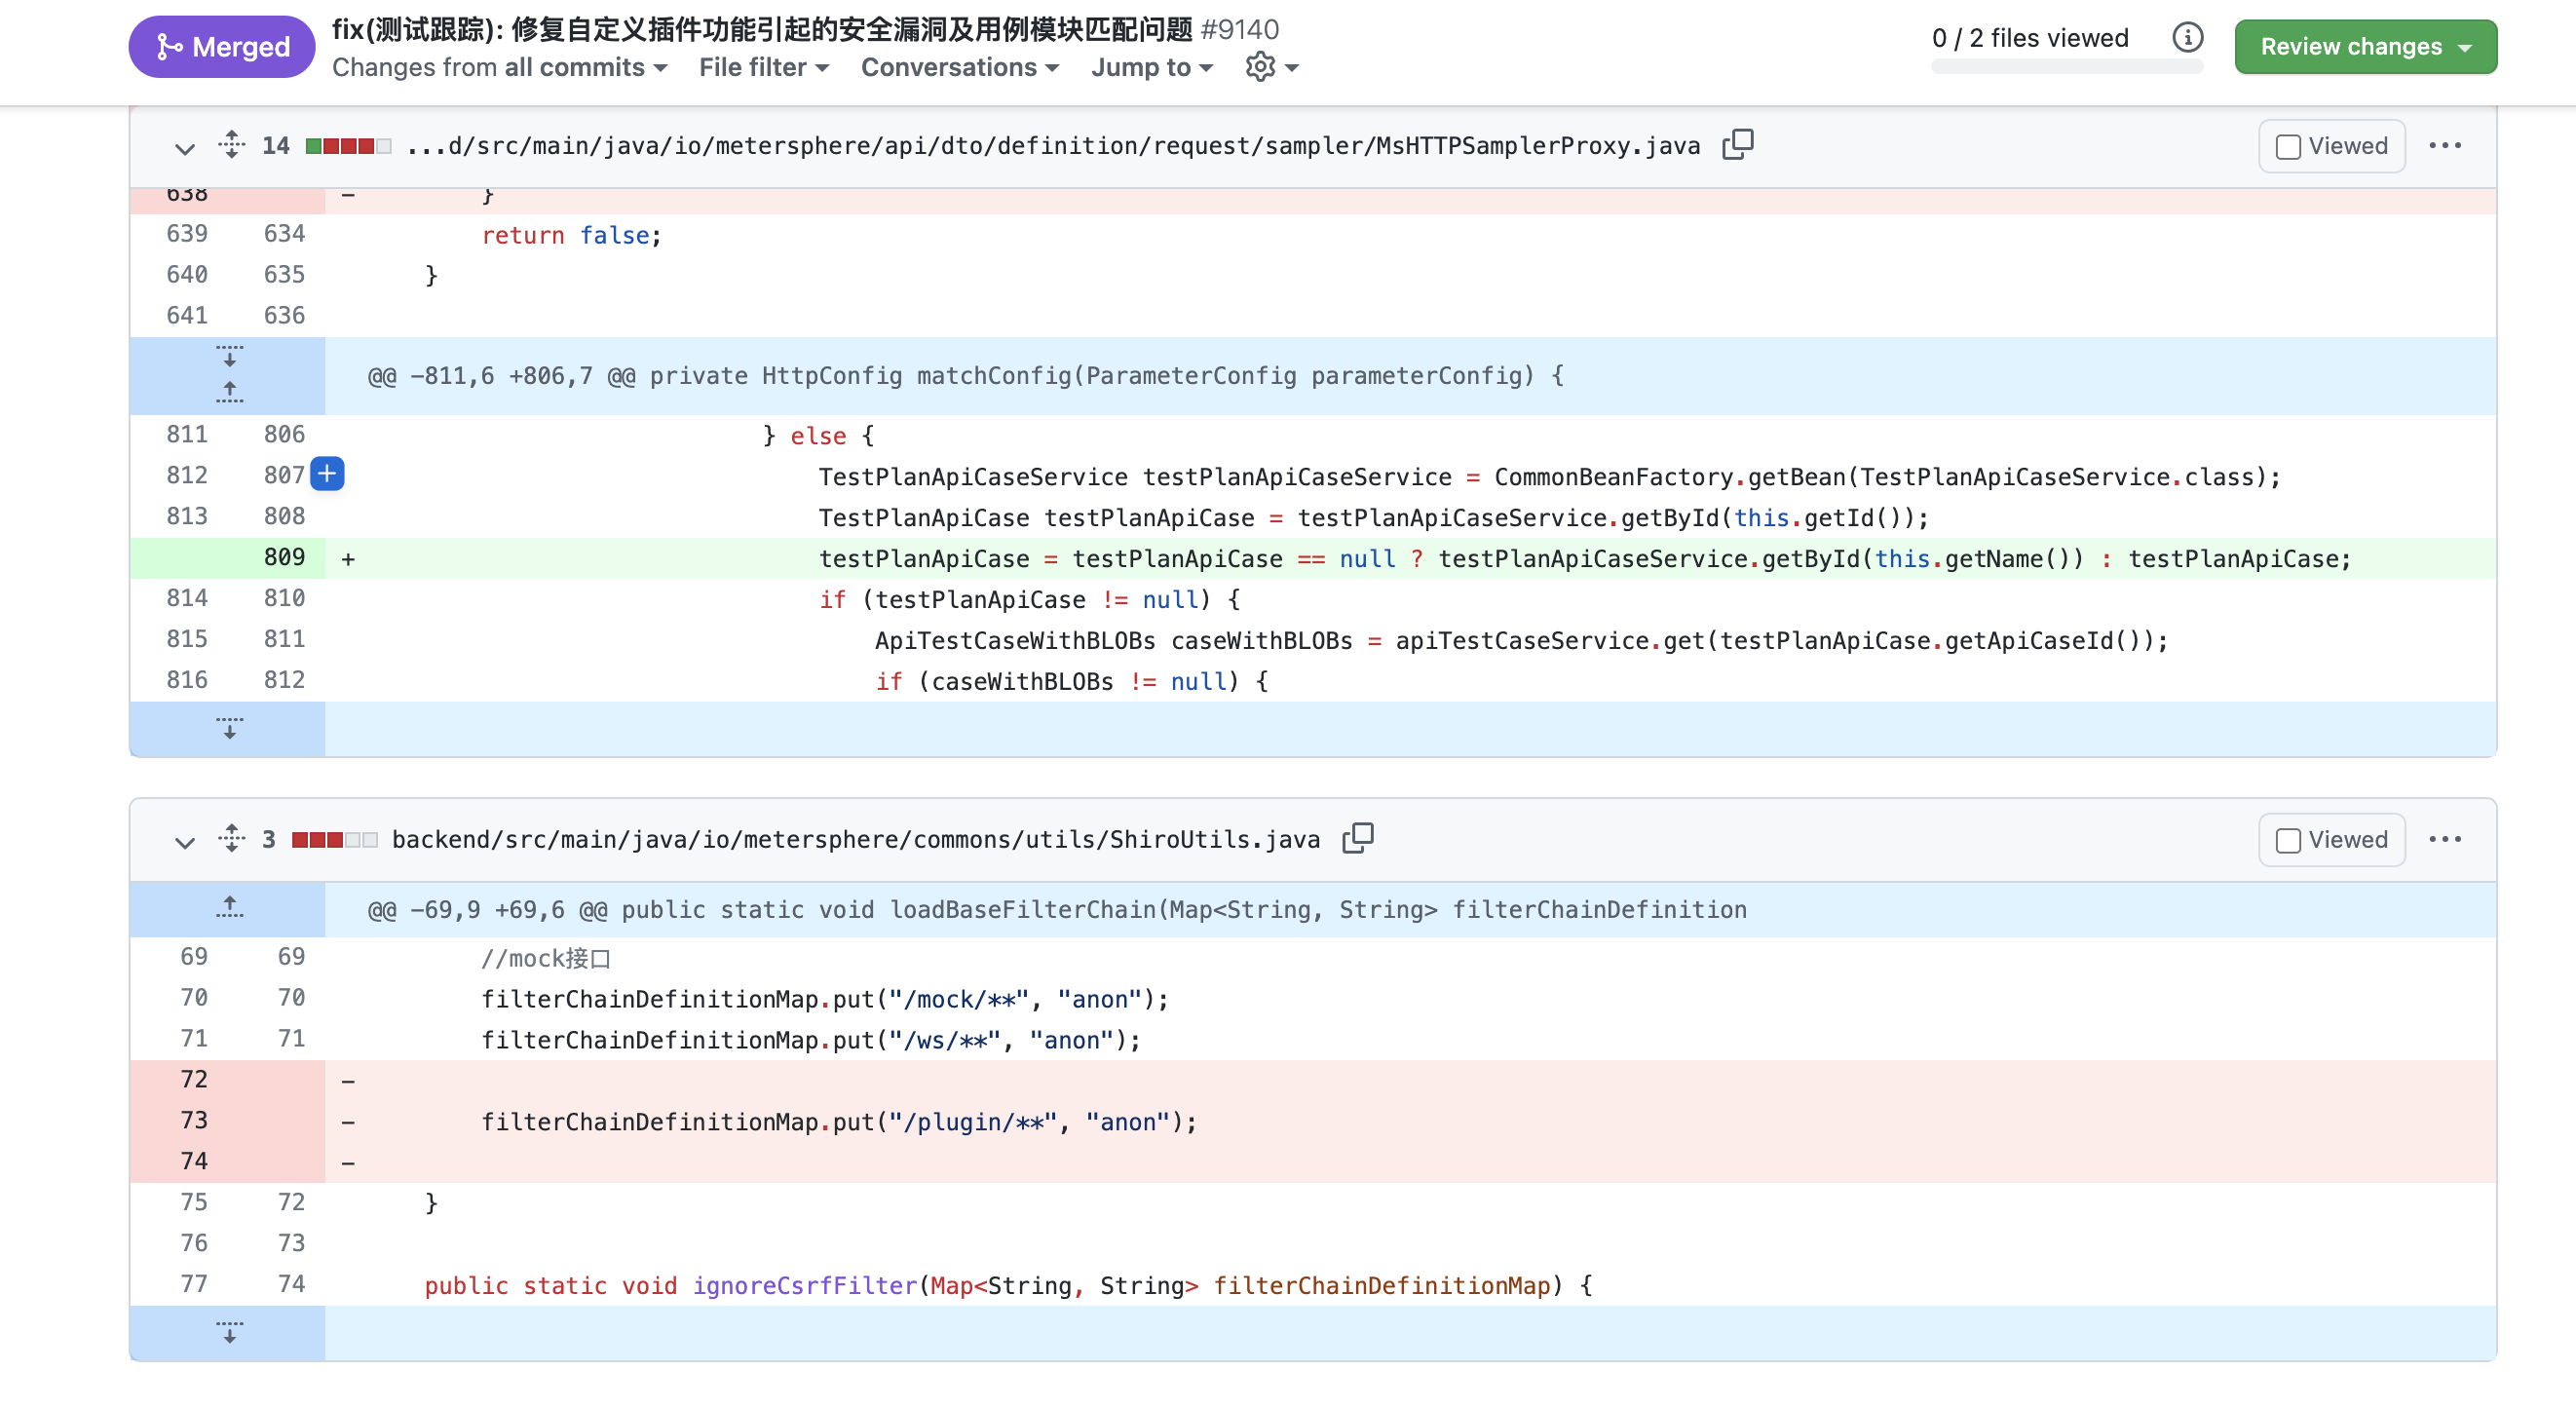 Merged
fix(测试跟踪): 修复自定义插件功能引起的安全漏洞及用例模块匹配问题 #9140
Changes from all commits File filter Conversations Jump to
0 / 2 files viewed
Review changes
14 ...d/src/main/java/io/metersphere/api/dto/definition/request/sampler/MsHTTPSamplerProxy.java Viewed
638 - }
639 634 return false;
640 635 }
641 636
@@ -811,6 +806,7 @@ private HttpConfig matchConfig(ParameterConfig parameterConfig) {
811 806 } else {
812 807 + TestPlanApiCaseService testPlanApiCaseService = CommonBeanFactory.getBean(TestPlanApiCaseService.class);
813 808 TestPlanApiCase testPlanApiCase = testPlanApiCaseService.getById(this.getId());
809 + testPlanApiCase = testPlanApiCase == null ? testPlanApiCaseService.getById(this.getName()) : testPlanApiCase;
814 810 if (testPlanApiCase != null) {
815 811 ApiTestCaseWithBLOBs caseWithBLOBs = apiTestCaseService.get(testPlanApiCase.getApiCaseId());
816 812 if (caseWithBLOBs != null) {
3 backend/src/main/java/io/metersphere/commons/utils/ShiroUtils.java Viewed
@@ -69,9 +69,6 @@ public static void loadBaseFilterChain(Map<String, String> filterChainDefinition
69 69 //mock接口
70 70 filterChainDefinitionMap.put("/mock/**", "anon");
71 71 filterChainDefinitionMap.put("/ws/**", "anon");
72 -
73 - filterChainDefinitionMap.put("/plugin/**", "anon");
74 -
75 72 }
76 73
77 74 public static void ignoreCsrfFilter(Map<String, String> filterChainDefinitionMap) {